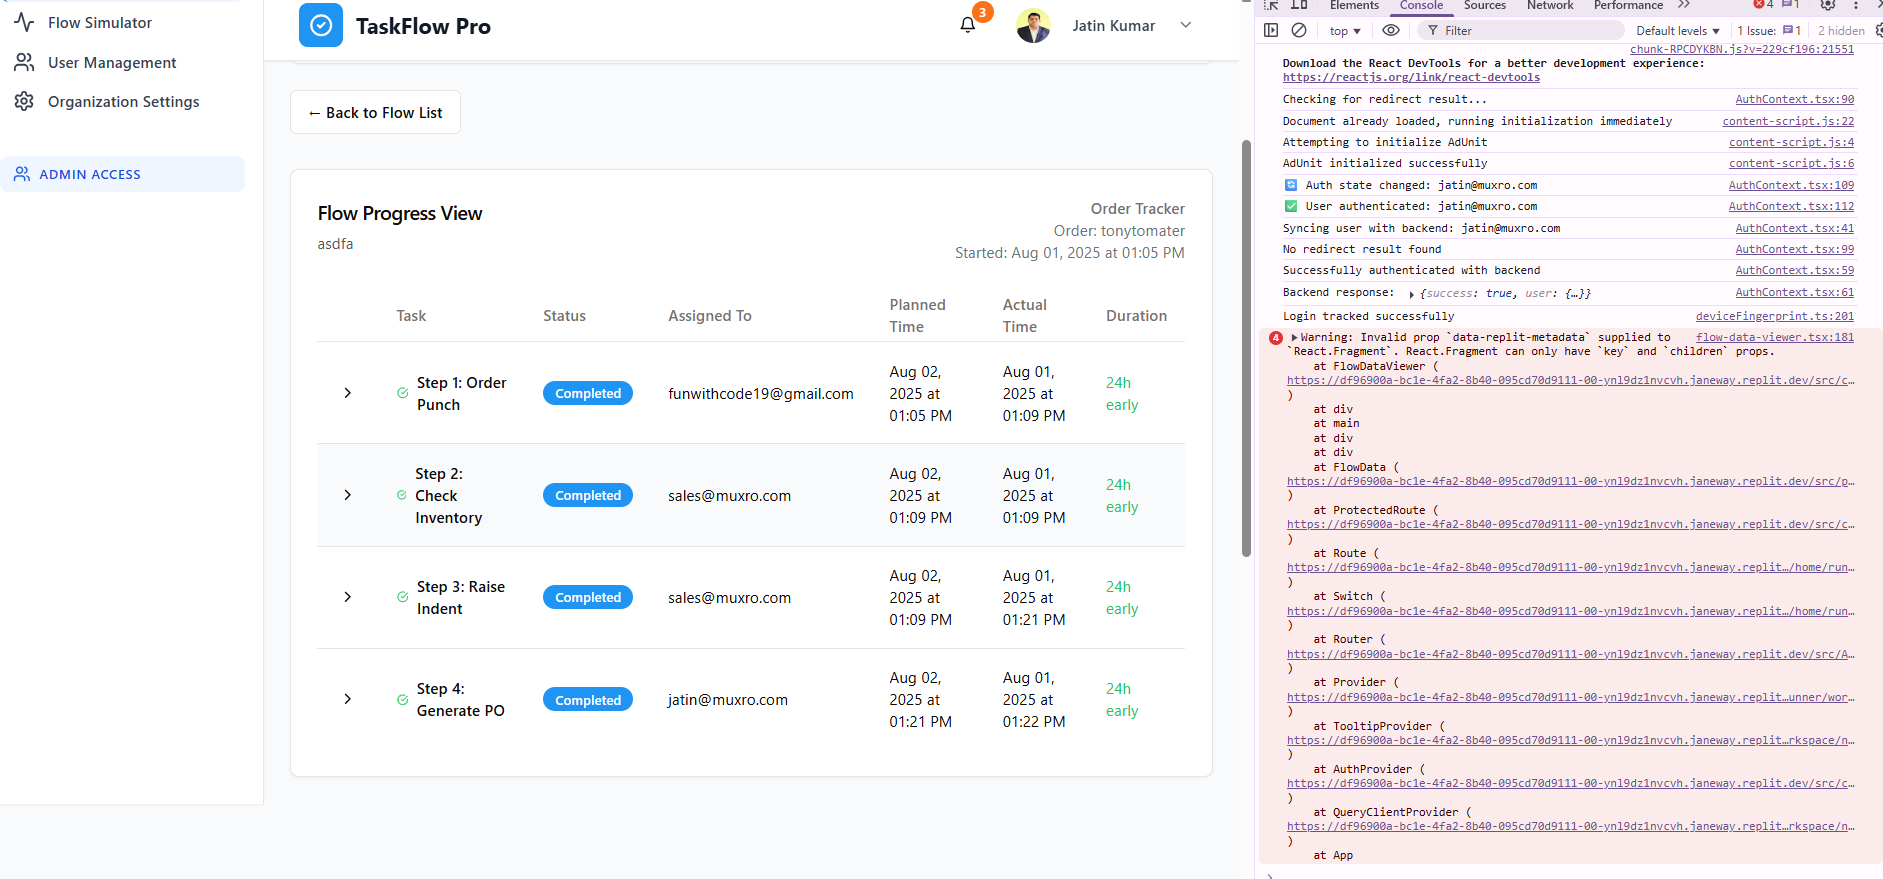 Flow Simulator
User Management
Organization Settings
ADMIN ACCESS
TaskFlow Pro
3
Jatin Kumar
← Back to Flow List
Flow Progress View
asdfa
Order Tracker
Order: tonytomater
Started: Aug 01, 2025 at 01:05 PM
Task Status Assigned To Planned Time Actual Time Duration
Step 1: Order Punch Completed funwithcode19@gmail.com Aug 02, 2025 at 01:05 PM Aug 01, 2025 at 01:09 PM 24h early
Step 2: Check Inventory Completed sales@muxro.com Aug 02, 2025 at 01:09 PM Aug 01, 2025 at 01:09 PM 24h early
Step 3: Raise Indent Completed sales@muxro.com Aug 02, 2025 at 01:09 PM Aug 01, 2025 at 01:21 PM 24h early
Step 4: Generate PO Completed jatin@muxro.com Aug 02, 2025 at 01:21 PM Aug 01, 2025 at 01:22 PM 24h early
Elements Console Sources Network Performance 4 1
top Filter Default levels 1 Issue: 1 2 hidden
chunk-RPCDYKBN.js?v=229cf196:21551
Download the React DevTools for a better development experience:
https://reactjs.org/link/react-devtools
Checking for redirect result... AuthContext.tsx:90
Document already loaded, running initialization immediately content-script.js:22
Attempting to initialize AdUnit content-script.js:4
AdUnit initialized successfully content-script.js:6
Auth state changed: jatin@muxro.com AuthContext.tsx:109
User authenticated: jatin@muxro.com AuthContext.tsx:112
Syncing user with backend: jatin@muxro.com AuthContext.tsx:41
No redirect result found AuthContext.tsx:99
Successfully authenticated with backend AuthContext.tsx:59
Backend response: {success: true, user: {…}} AuthContext.tsx:61
Login tracked successfully deviceFingerprint.ts:201
4 Warning: Invalid prop `data-replit-metadata` supplied to flow-data-viewer.tsx:181
`React.Fragment`. React.Fragment can only have `key` and `children` props.
at FlowDataViewer (
https://df96900a-bc1e-4fa2-8b40-095cd70d9111-00-ynl9dz1nvcvh.janeway.replit.dev/src/c…
)
at div
at main
at div
at div
at FlowData (
https://df96900a-bc1e-4fa2-8b40-095cd70d9111-00-ynl9dz1nvcvh.janeway.replit.dev/src/p…
)
at ProtectedRoute (
https://df96900a-bc1e-4fa2-8b40-095cd70d9111-00-ynl9dz1nvcvh.janeway.replit.dev/src/c…
)
at Route (
https://df96900a-bc1e-4fa2-8b40-095cd70d9111-00-ynl9dz1nvcvh.janeway.replit…/home/run…
)
at Switch (
https://df96900a-bc1e-4fa2-8b40-095cd70d9111-00-ynl9dz1nvcvh.janeway.replit…/home/run…
)
at Router (
https://df96900a-bc1e-4fa2-8b40-095cd70d9111-00-ynl9dz1nvcvh.janeway.replit.dev/src/A…
)
at Provider (
https://df96900a-bc1e-4fa2-8b40-095cd70d9111-00-ynl9dz1nvcvh.janeway.replit…unner/wor…
)
at TooltipProvider (
https://df96900a-bc1e-4fa2-8b40-095cd70d9111-00-ynl9dz1nvcvh.janeway.replit…rkspace/n…
)
at AuthProvider (
https://df96900a-bc1e-4fa2-8b40-095cd70d9111-00-ynl9dz1nvcvh.janeway.replit.dev/src/c…
)
at QueryClientProvider (
https://df96900a-bc1e-4fa2-8b40-095cd70d9111-00-ynl9dz1nvcvh.janeway.replit…rkspace/n…
)
at App